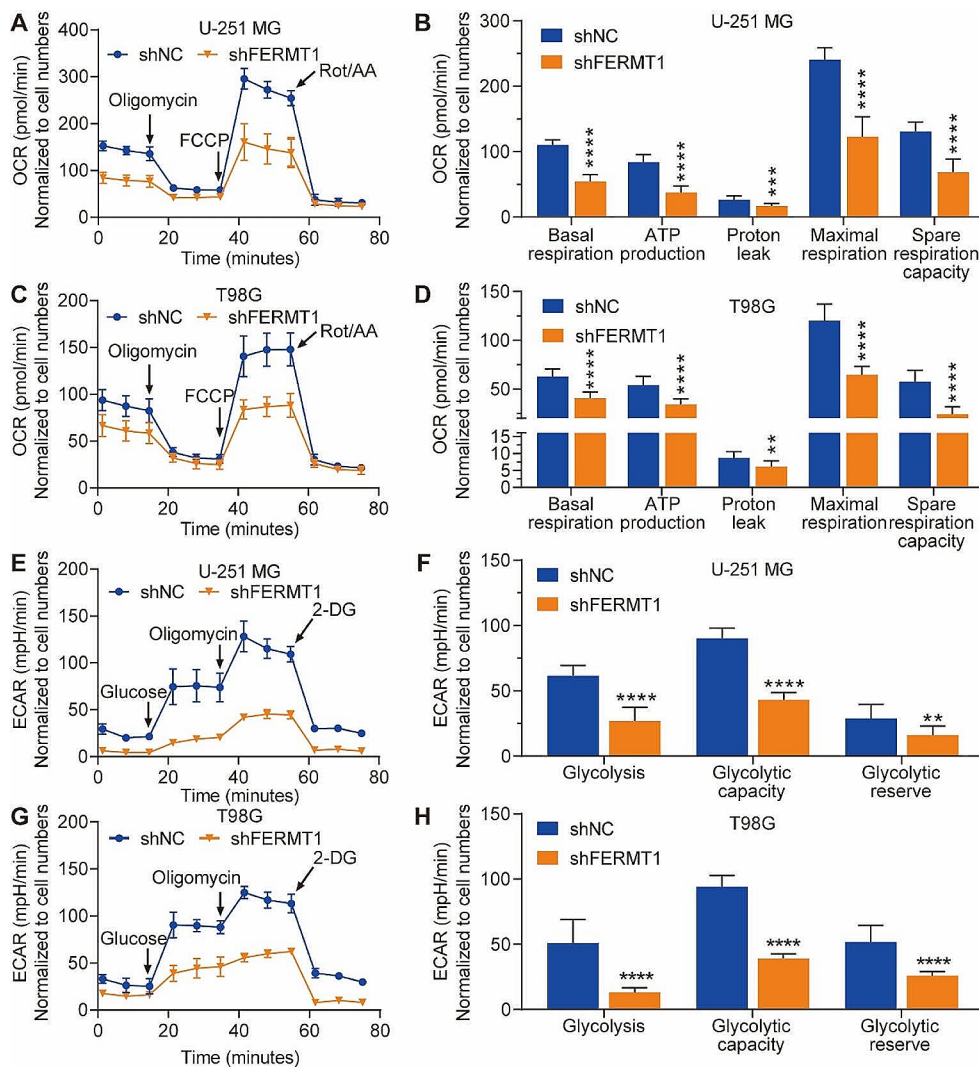 A
U-251 MG
shNC
shFERMT1
OCR (pmol/min)
Normalized to cell numbers
400
300
200
100
0
Oligomycin
FCCP
Rot/AA
0
20
40
60
80
Time (minutes)
B
U-251 MG
shNC
shFERMT1
OCR (pmol/min)
Normalized to cell numbers
300
200
100
50
0
****
****
***
****
****
Basal
respiration
ATP
production
Proton
leak
Maximal
respiration
Spare
respiration
capacity
C
T98G
shNC
shFERMT1
OCR (pmol/min)
Normalized to cell numbers
200
150
100
50
0
Oligomycin
FCCP
Rot/AA
0
20
40
60
80
Time (minutes)
D
T98G
shNC
shFERMT1
OCR (pmol/min)
Normalized to cell numbers
150
100
50
15
10
5
0
****
****
**
****
****
Basal
respiration
ATP
production
Proton
leak
Maximal
respiration
Spare
respiration
capacity
E
U-251 MG
shNC
shFERMT1
ECAR (mpH/min)
Normalized to cell numbers
200
150
100
50
0
Glucose
Oligomycin
2-DG
0
20
40
60
80
Time (minutes)
F
U-251 MG
shNC
shFERMT1
ECAR (mpH/min)
Normalized to cell numbers
150
100
50
0
****
****
**
Glycolysis
Glycolytic
capacity
Glycolytic
reserve
G
T98G
shNC
shFERMT1
ECAR (mpH/min)
Normalized to cell numbers
200
150
100
50
0
Glucose
Oligomycin
2-DG
0
20
40
60
80
Time (minutes)
H
T98G
shNC
shFERMT1
ECAR (mpH/min)
Normalized to cell numbers
150
100
50
0
****
****
****
Glycolysis
Glycolytic
capacity
Glycolytic
reserve